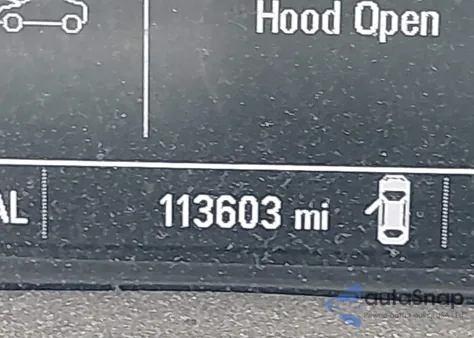 Hood Open
AL
113603 mi
autoSnap